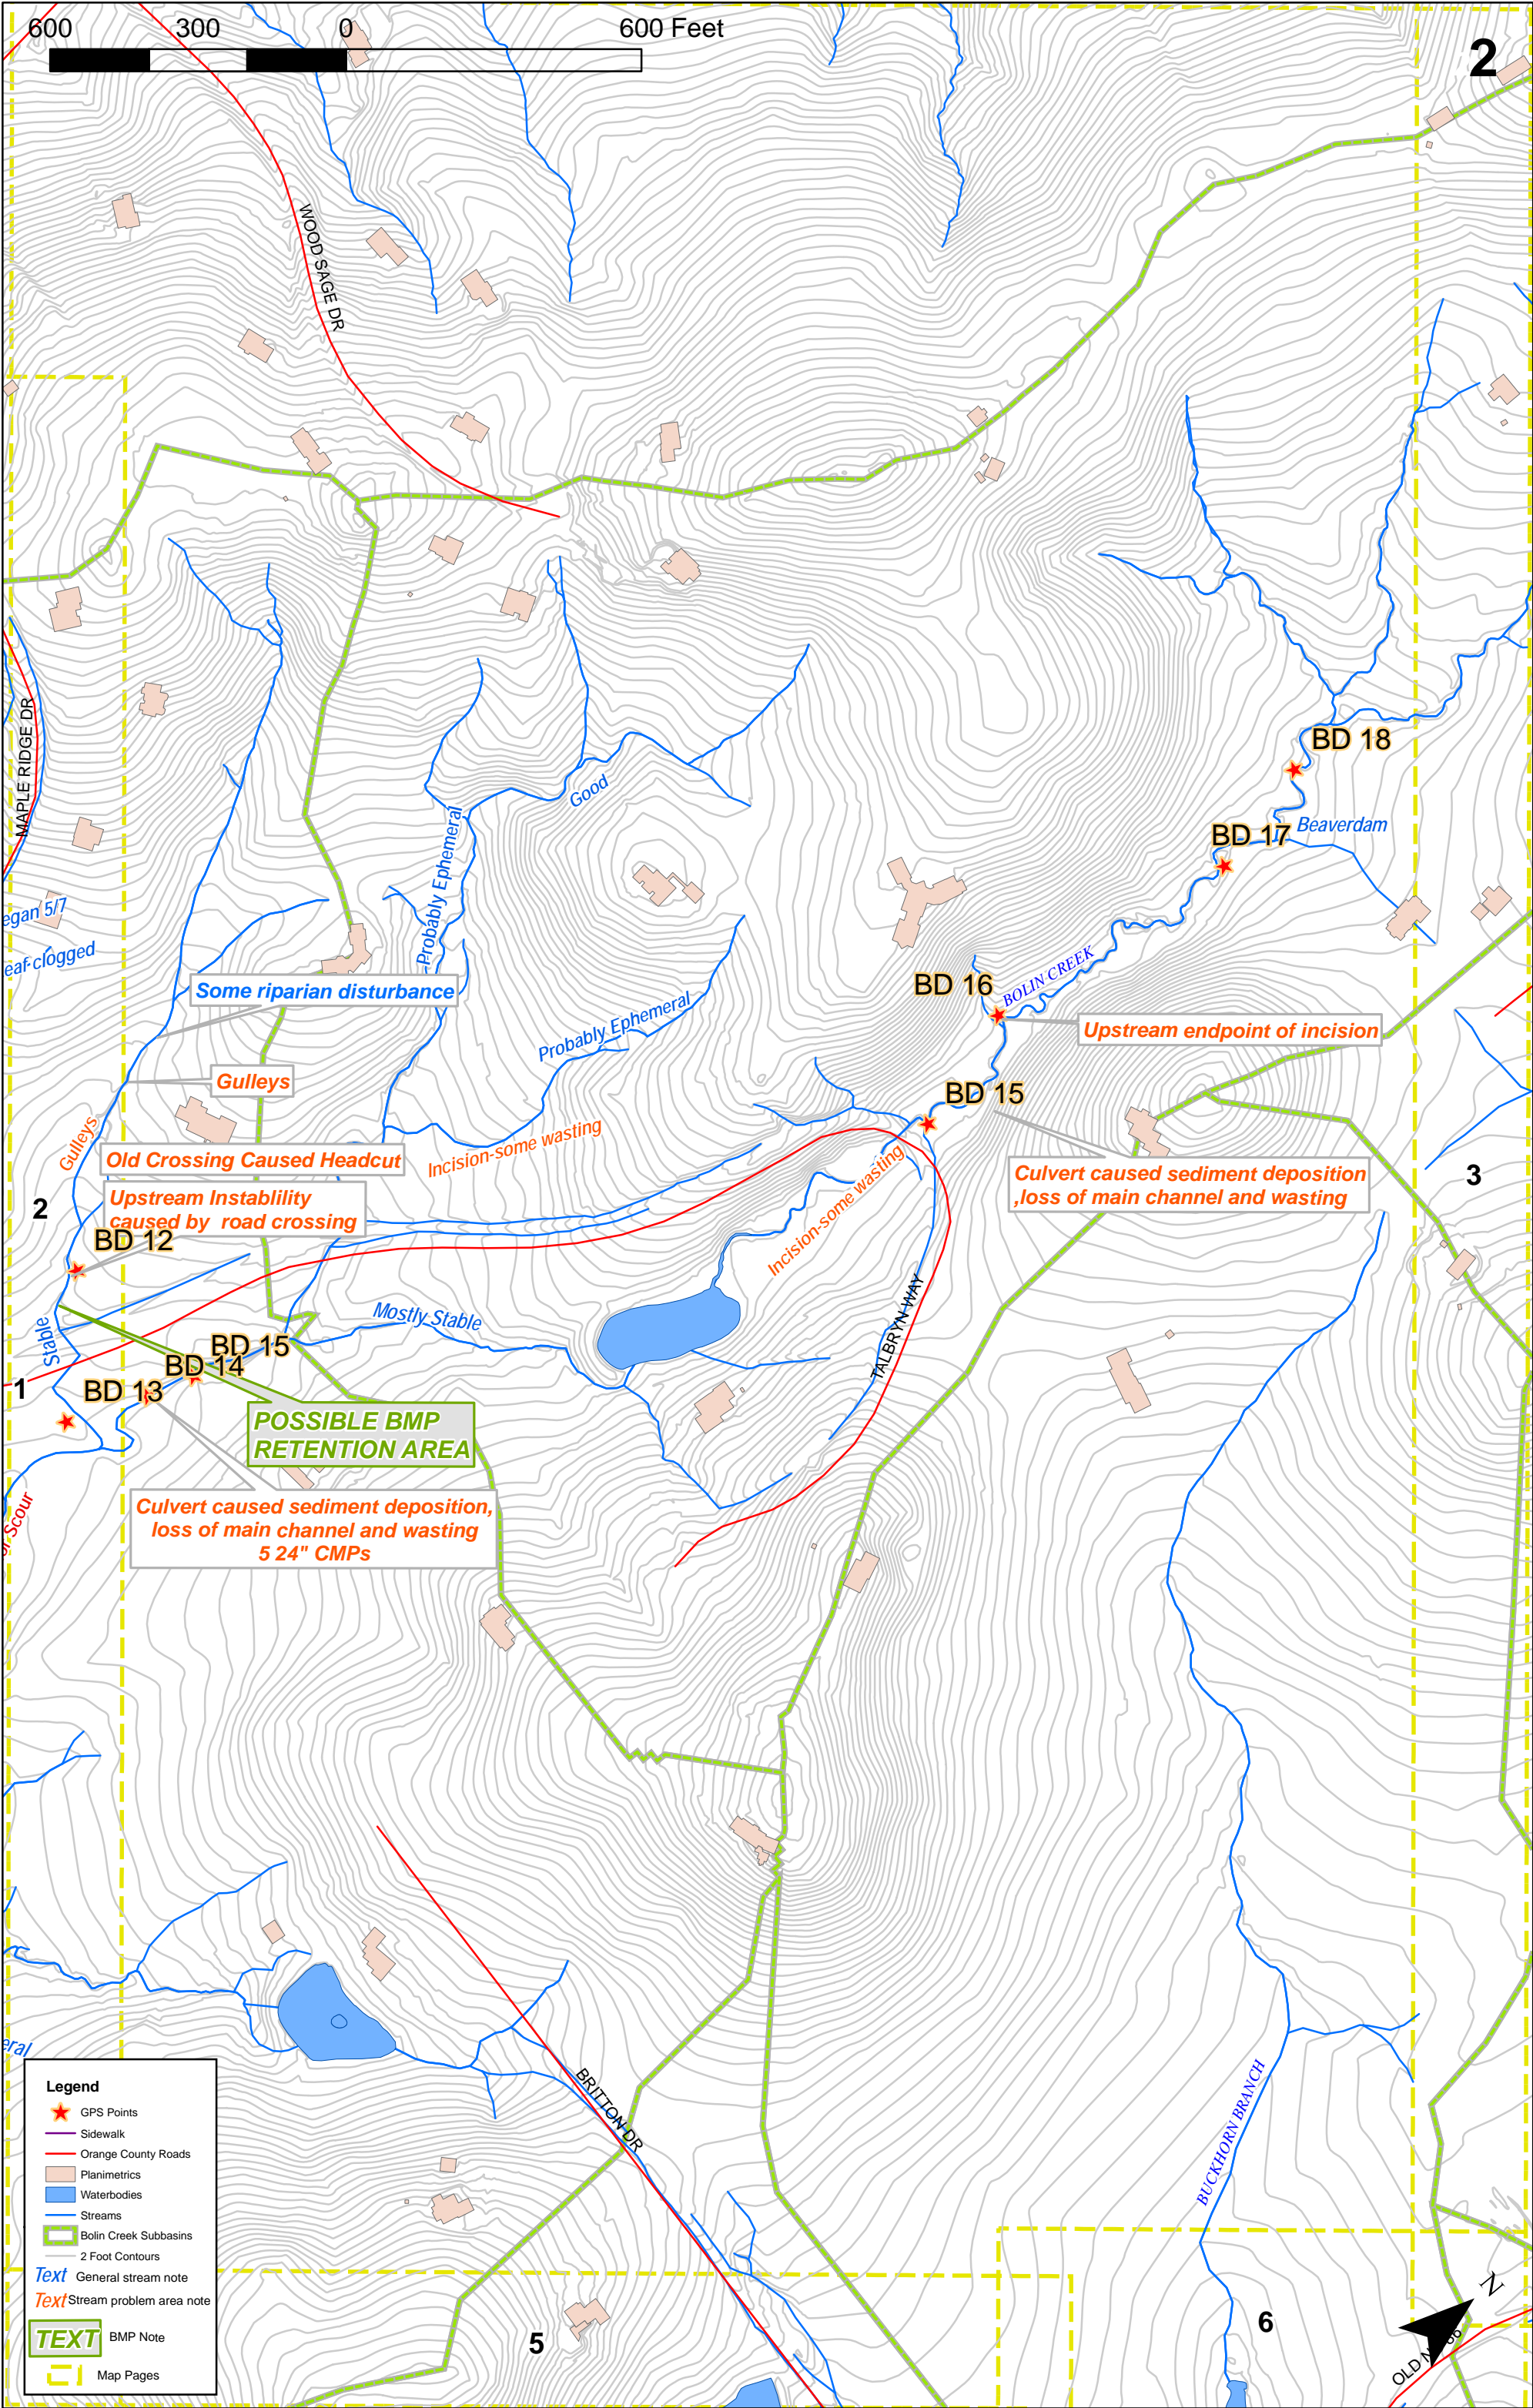 600 300 0 600 Feet
2
WOOD SAGE DR
MAPLE RIDGE DR
Good
Probably Ephemeral
BD 18
BD 17
Beaverdam
egan 5/7
eaf-clogged
Some riparian disturbance
BD 16
BOLIN CREEK
Upstream endpoint of incision
Probably Ephemeral
Gulleys
BD 15
Gulleys
Old Crossing Caused Headcut
Incision-some wasting
Culvert caused sediment deposition
,loss of main channel and wasting
3
2
Upstream Instablility
caused by road crossing
BD 12
Incision-some wasting
TALBRYN WAY
Mostly Stable
Stable
BD 15
BD 14
BD 13
1
POSSIBLE BMP
RETENTION AREA
Culvert caused sediment deposition,
loss of main channel and wasting
5 24" CMPs
Scour
eral
BRITTON DR
BUCKHORN BRANCH
Legend
GPS Points
Sidewalk
Orange County Roads
Planimetrics
Waterbodies
Streams
Bolin Creek Subbasins
2 Foot Contours
Text General stream note
Text Stream problem area note
TEXT BMP Note
Map Pages
5
6
N
OLD